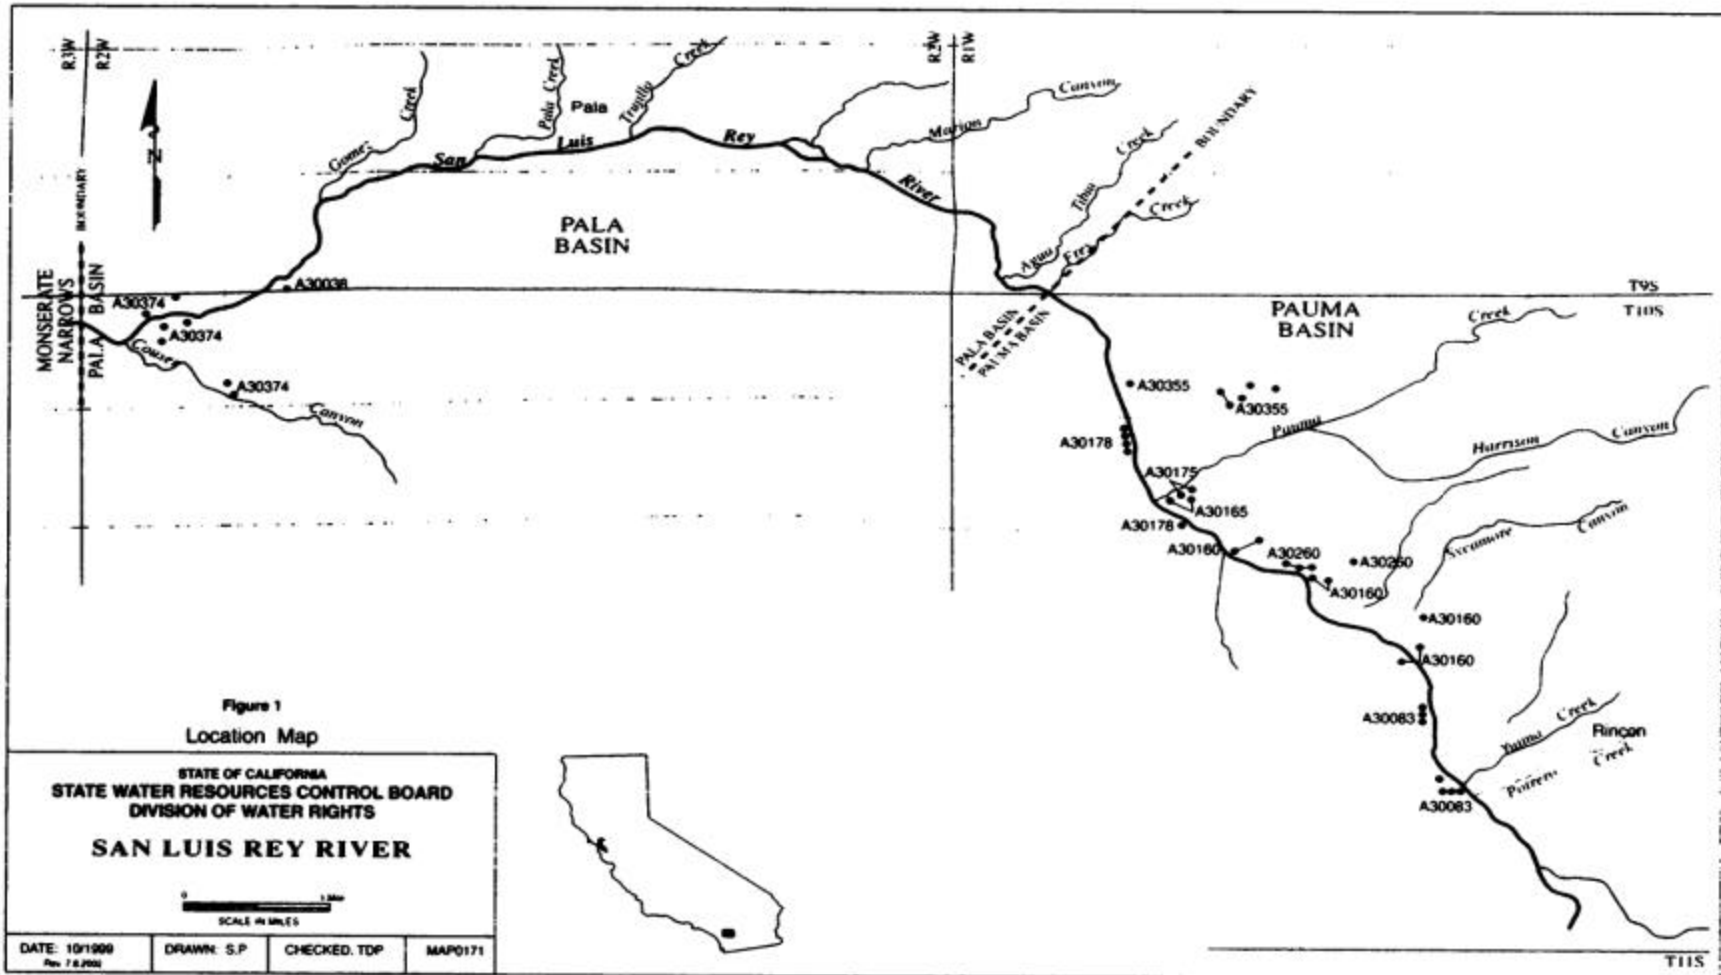 R3W
R2W
R2W
R1W
Creek
Gomez
Pala Creek
Pala
Trujillo Creek
San Luis Rey River
Marion Canyon
Creek
BOUNDARY
Creek
BOUNDARY
N
PALA
BASIN
MONSERATE
NARROWS
PALA BASIN
A30038
A30374
A30374
A30374
Couser
Canyon
Agua Tibia
Frey
T9S
T10S
PALA BASIN
PAUMA BASIN
PAUMA
BASIN
Creek
A30355
A30355
Pauma
Harrison Canyon
A30178
A30175
A30165
A30178
A30160
A30260
A30260
A30160
Sycamore Canyon
A30160
A30160
A30083
Yuima Creek
Rincon
Creek
Potrero
A30083
T11S
Figure 1
Location Map
STATE OF CALIFORNIA
STATE WATER RESOURCES CONTROL BOARD
DIVISION OF WATER RIGHTS
SAN LUIS REY RIVER
0
SCALE IN MILES
DATE: 10/1999
DRAWN: S.P
CHECKED. TDP
MAP0171